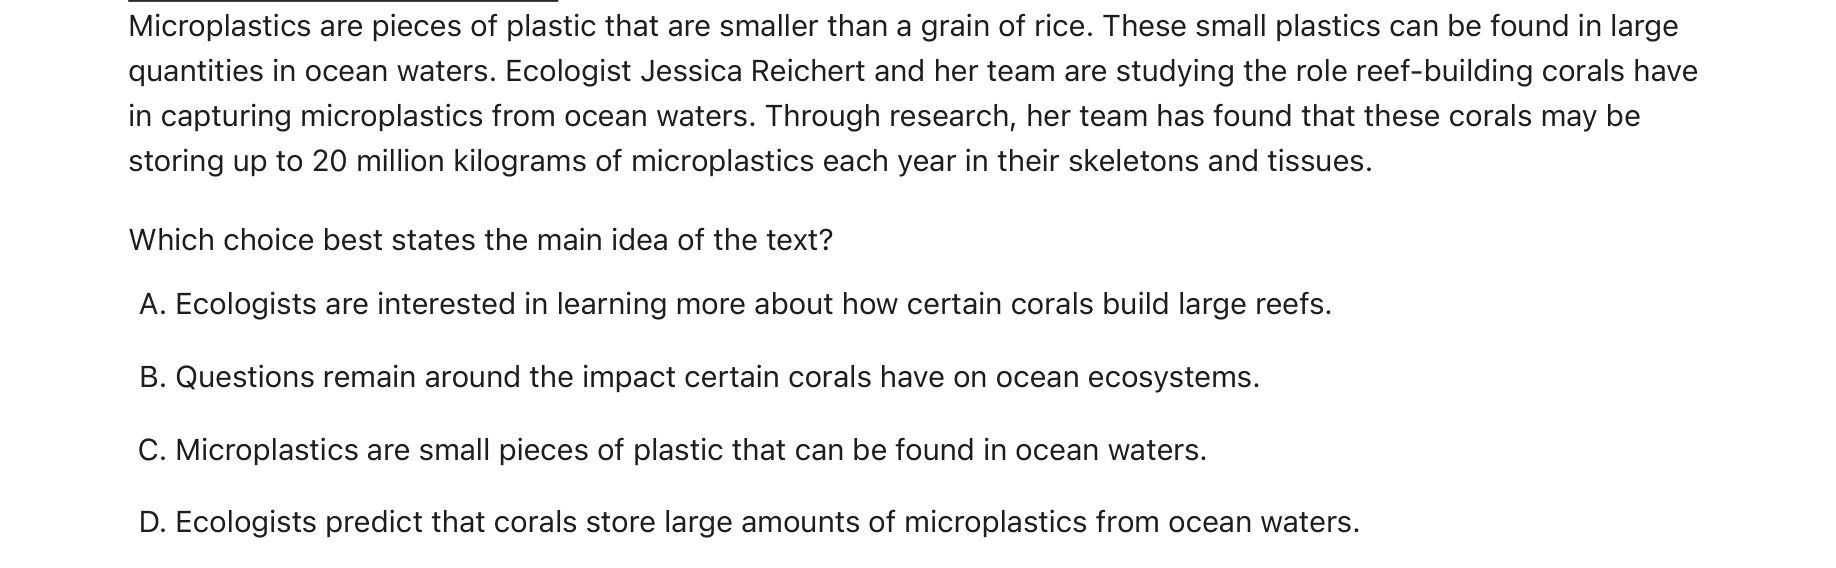 Microplastics are pieces of plastic that are smaller than a grain of rice. These small plastics can be found in large
quantities in ocean waters. Ecologist Jessica Reichert and her team are studying the role reef-building corals have
in capturing microplastics from ocean waters. Through research, her team has found that these corals may be
storing up to 20 million kilograms of microplastics each year in their skeletons and tissues.
Which choice best states the main idea of the text?
A. Ecologists are interested in learning more about how certain corals build large reefs.
B. Questions remain around the impact certain corals have on ocean ecosystems.
C. Microplastics are small pieces of plastic that can be found in ocean waters.
D. Ecologists predict that corals store large amounts of microplastics from ocean waters.